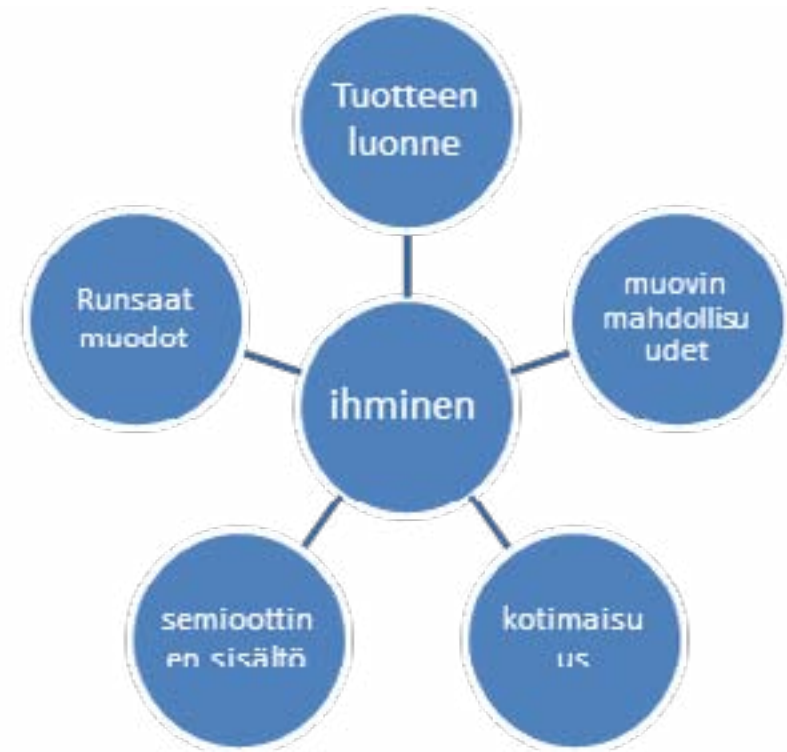 Tuotteen
luonne
Runsaat
muodot
muovin
mahdollisu
udet
ihminen
semioottin
en sisältö
kotimaisu
us